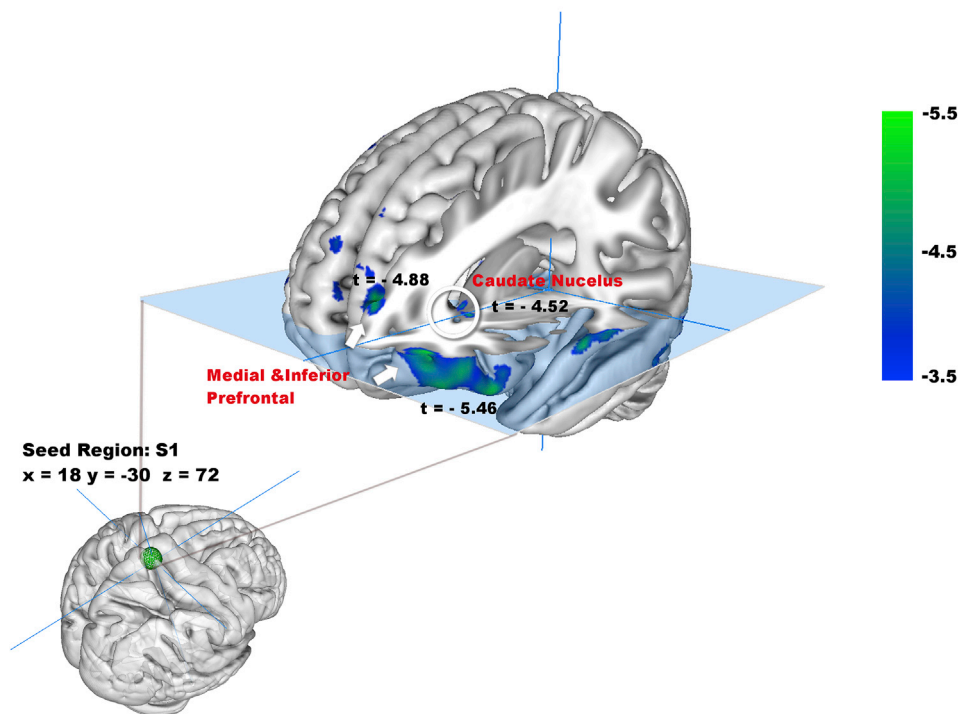 -5.5
t = - 4.88
Caudate Nucelus
-4.5
t = - 4.52
Medial &Inferior
Prefrontal
-3.5
t = - 5.46
Seed Region: S1
x = 18 y = -30 z = 72